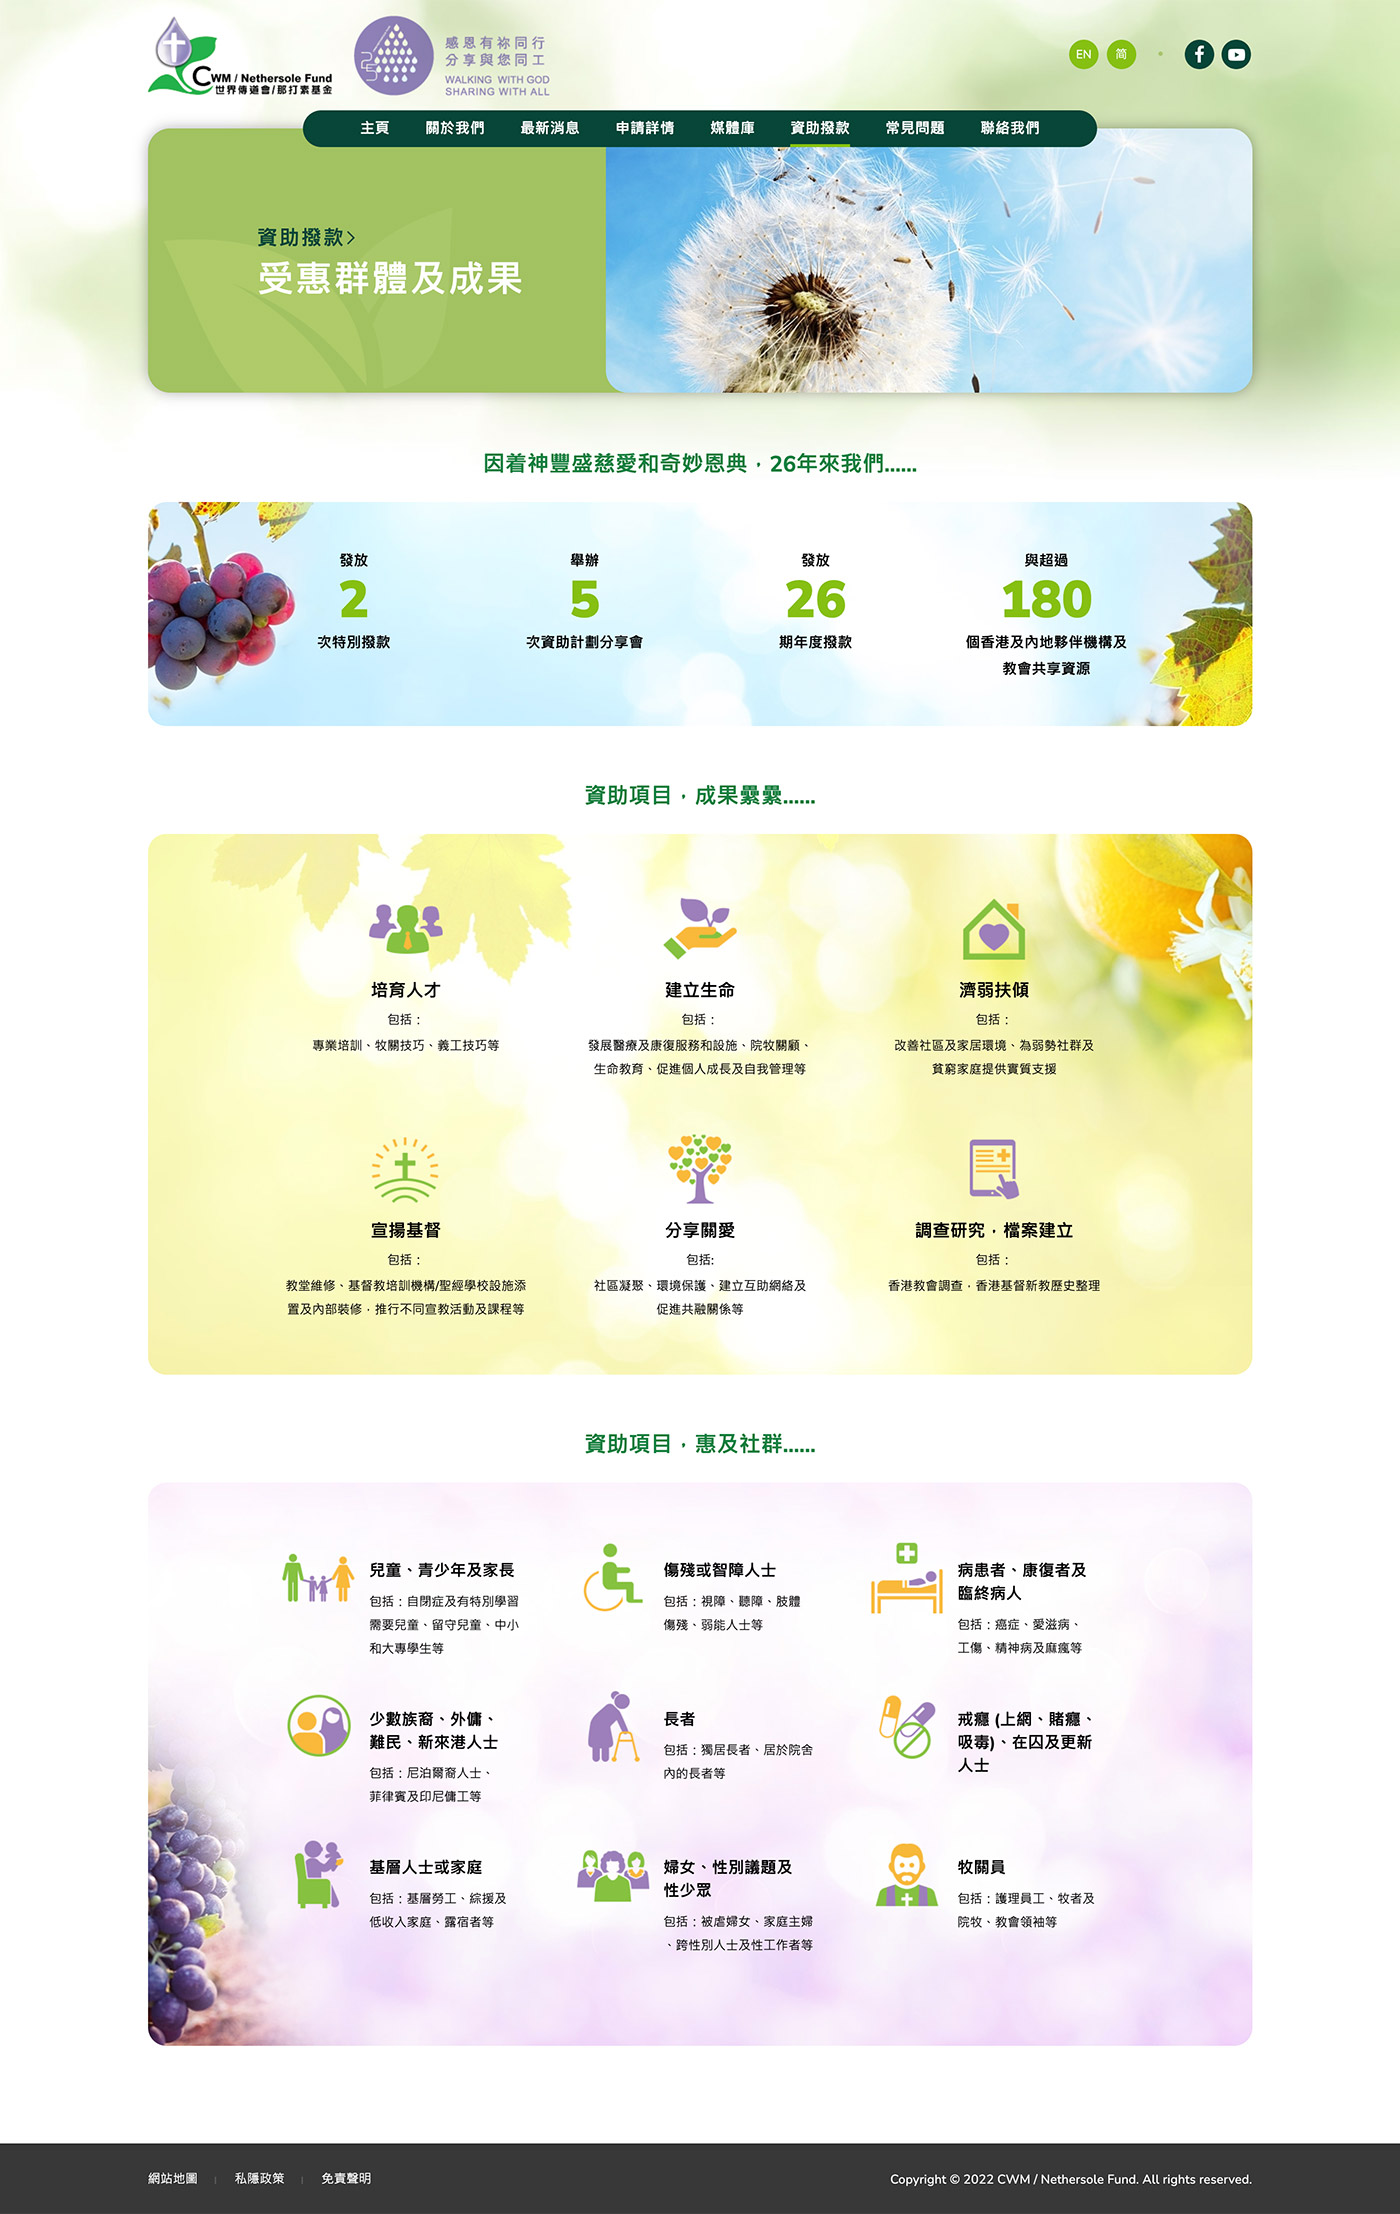 CWM / Nethersole Fund
世界傳道會/那打素基金
感恩有祢同行
分享與您同工
WALKING WITH GOD
SHARING WITH ALL
EN
简
主頁
關於我們
最新消息
申請詳情
媒體庫
資助撥款
常見問題
聯絡我們
資助撥款>
受惠群體及成果
因着神豐盛慈愛和奇妙恩典，26年來我們......
發放
2
次特別撥款
舉辦
5
次資助計劃分享會
發放
26
期年度撥款
與超過
180
個香港及內地夥伴機構及
教會共享資源
資助項目，成果纍纍......
培育人才
包括：
專業培訓、牧關技巧、義工技巧等
建立生命
包括：
發展醫療及康復服務和設施、院牧關顧、
生命教育、促進個人成長及自我管理等
濟弱扶傾
包括：
改善社區及家居環境、為弱勢社群及
貧窮家庭提供實質支援
宣揚基督
包括：
教堂維修、基督教培訓機構/聖經學校設施添
置及內部裝修，推行不同宣教活動及課程等
分享關愛
包括:
社區凝聚、環境保護、建立互助網絡及
促進共融關係等
調查研究，檔案建立
包括：
香港教會調查，香港基督新教歷史整理
資助項目，惠及社群......
兒童、青少年及家長
包括：自閉症及有特別學習
需要兒童、留守兒童、中小
和大專學生等
傷殘或智障人士
包括：視障、聽障、肢體
傷殘、弱能人士等
病患者、康復者及
臨終病人
包括：癌症、愛滋病、
工傷、精神病及麻瘋等
少數族裔、外傭、
難民、新來港人士
包括：尼泊爾裔人士、
菲律賓及印尼傭工等
長者
包括：獨居長者、居於院舍
內的長者等
戒癮 (上網、賭癮、
吸毒)、在囚及更新
人士
基層人士或家庭
包括：基層勞工、綜援及
低收入家庭、露宿者等
婦女、性別議題及
性少眾
包括：被虐婦女、家庭主婦
、跨性別人士及性工作者等
牧關員
包括：護理員工、牧者及
院牧、教會領袖等
網站地圖
私隱政策
免責聲明
Copyright © 2022 CWM / Nethersole Fund. All rights reserved.